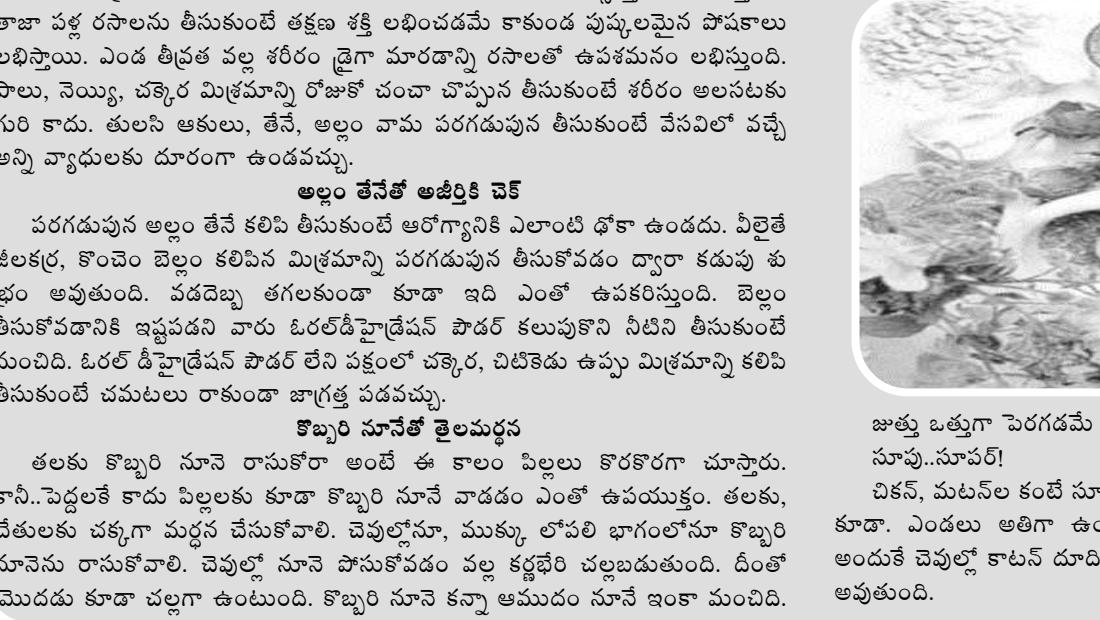 తాజా పళ్ల రసాలను తీసుకుంటే తక్షణ శక్తి లభించడమే కాకుండ పుష్కలమైన పోషకాలు
లభిస్తాయి. ఎండ తీవ్రత వల్ల శరీరం డ్రైగా మారడాన్ని రసాలతో ఉపశమనం లభిస్తుంది.
పాలు, నెయ్యి, చక్కెర మిశ్రమాన్ని రోజుకో చంచా చొప్పున తీసుకుంటే శరీరం అలసటకు
గురి కాదు. తులసి ఆకులు, తేనే, అల్లం వామ పరగడుపున తీసుకుంటే వేసవిలో వచ్చే
అన్ని వ్యాధులకు దూరంగా ఉండవచ్చు.
అల్లం తేనేతో అజీర్తికి చెక్
పరగడుపున అల్లం తేనే కలిపి తీసుకుంటే ఆరోగ్యానికి ఎలాంటి ఢోకా ఉండదు. వీలైతే
జీలకర్ర, కొంచెం బెల్లం కలిపిన మిశ్రమాన్ని పరగడుపున తీసుకోవడం ద్వారా కడుపు శు
భ్రం అవుతుంది. వడదెబ్బ తగలకుండా కూడా ఇది ఎంతో ఉపకరిస్తుంది. బెల్లం
తీసుకోవడానికి ఇష్టపడని వారు ఓరల్‌డీహైడ్రేషన్ పౌడర్ కలుపుకొని నీటిని తీసుకుంటే
మంచిది. ఓరల్ డీహైడ్రేషన్ పౌడర్ లేని పక్షంలో చక్కెర, చిటికెడు ఉప్పు మిశ్రమాన్ని కలిపి
తీసుకుంటే చమటలు రాకుండా జాగ్రత్త పడవచ్చు.
కొబ్బరి నూనేతో తైలమర్థన
తలకు కొబ్బరి నూనె రాసుకోరా అంటే ఈ కాలం పిల్లలు కొరకొరగా చూస్తారు.
కానీ..పెద్దలకే కాదు పిల్లలకు కూడా కొబ్బరి నూనే వాడడం ఎంతో ఉపయుక్తం. తలకు,
చేతులకు చక్కగా మర్ధన చేసుకోవాలి. చెవుల్లోనూ, ముక్కు లోపలి భాగంలోనూ కొబ్బరి
నూనెను రాసుకోవాలి. చెవుల్లో నూనె పోసుకోవడం వల్ల కర్ణభేరి చల్లబడుతుంది. దీంతో
మొదడు కూడా చల్లగా ఉంటుంది. కొబ్బరి నూనె కన్నా ఆముదం నూనే ఇంకా మంచిది.
జుత్తు ఒత్తుగా పెరగడమే
సూపు..సూపర్!
చికన్, మటన్‌ల కంటే
కూడా. ఎండలు అతిగా
అందుకే చెవుల్లో కాటన్
అవుతుంది.